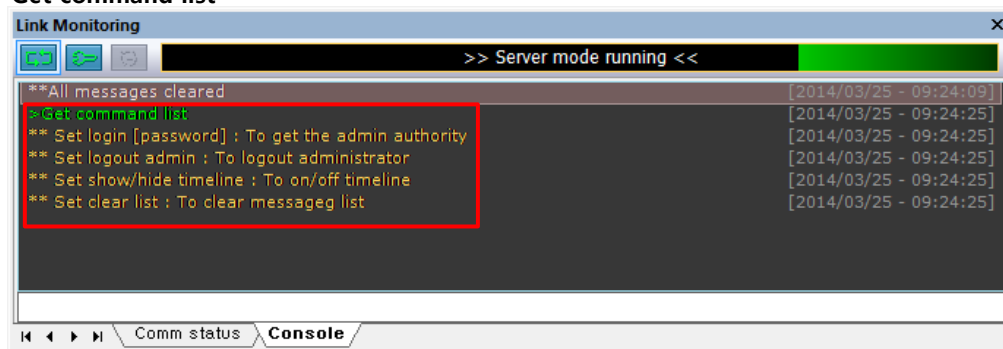 Get command list
Link Monitoring
>> Server mode running <<
**All messages cleared [2014/03/25 - 09:24:09]
>Get command list [2014/03/25 - 09:24:25]
** Set login [password] : To get the admin authority [2014/03/25 - 09:24:25]
** Set logout admin : To logout administrator [2014/03/25 - 09:24:25]
** Set show/hide timeline : To on/off timeline [2014/03/25 - 09:24:25]
** Set clear list : To clear messageg list [2014/03/25 - 09:24:25]
Comm status Console